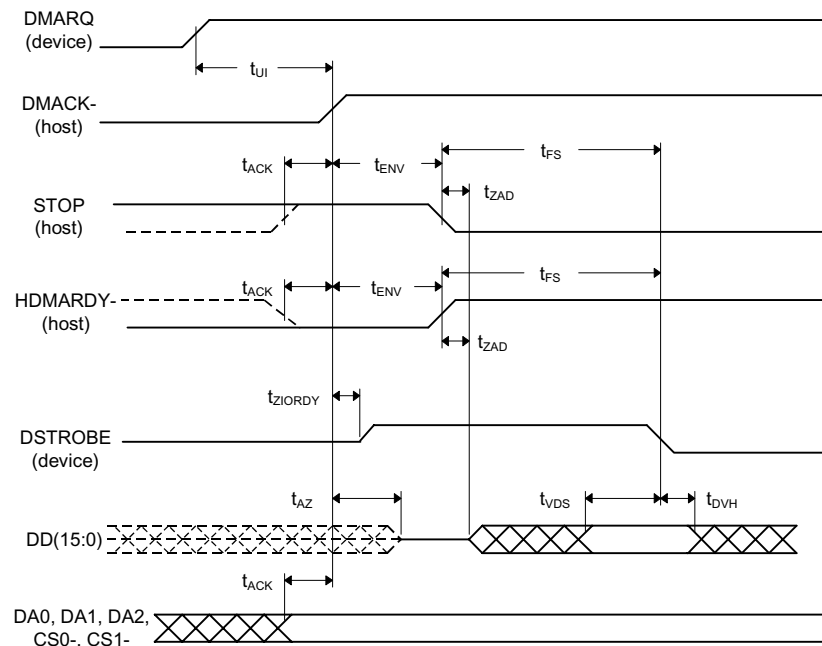 DMARQ
(device)
tUI
DMACK-
(host)
tACK
tENV
tFS
tZAD
STOP
(host)
tACK
tENV
tFS
HDMARDY-
(host)
tZAD
tZIORDY
DSTROBE
(device)
tAZ
tVDS
tDVH
DD(15:0)
tACK
DA0, DA1, DA2,
CS0-, CS1-